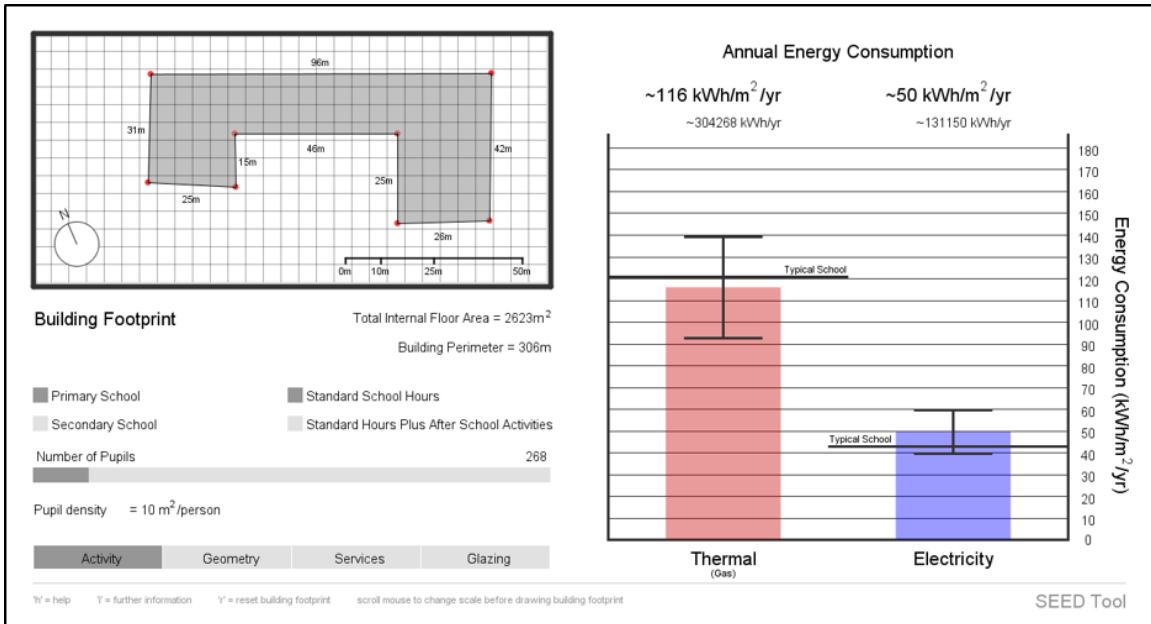 96m
31m
46m
15m
42m
25m
25m
26m
N
0m 10m 25m 50m
Building Footprint
Total Internal Floor Area = 2623m²
Building Perimeter = 306m
Primary School
Standard School Hours
Secondary School
Standard Hours Plus After School Activities
Number of Pupils 268
Pupil density = 10 m²/person
Activity Geometry Services Glazing
Annual Energy Consumption
~116 kWh/m²/yr ~50 kWh/m²/yr
~304268 kWh/yr ~131150 kWh/yr
180
170
160
150
140
130
120
110
100
90
80
70
60
50
40
30
20
10
0
Energy Consumption (kWh/m²/yr)
Typical School
Typical School
Thermal
(Gas)
Electricity
'h' = help 'i' = further information 'r' = reset building footprint scroll mouse to change scale before drawing building footprint
SEED Tool